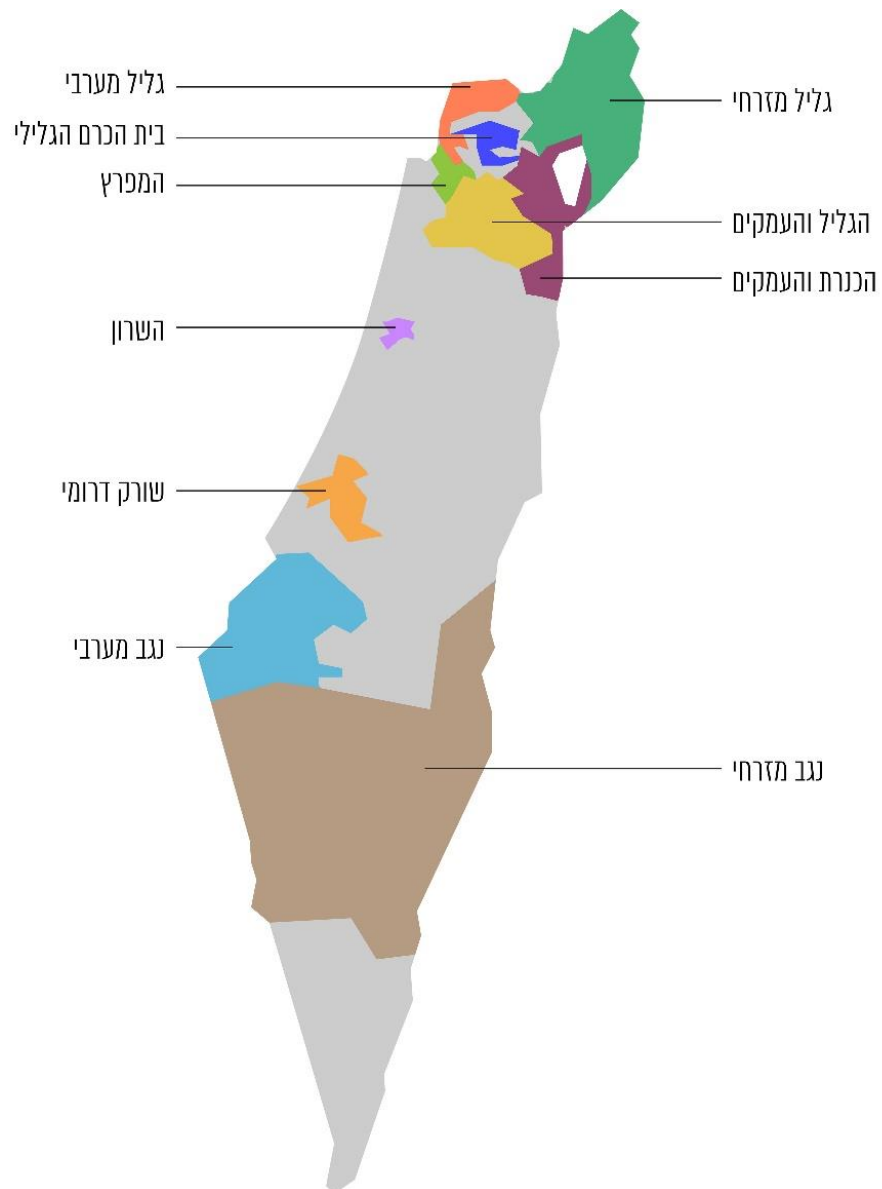 גליל מערבי
גליל מזרחי
בית הכרם הגלילי
המפרץ
הגליל והעמקים
הכנרת והעמקים
השרון
שורק דרומי
נגב מערבי
נגב מזרחי